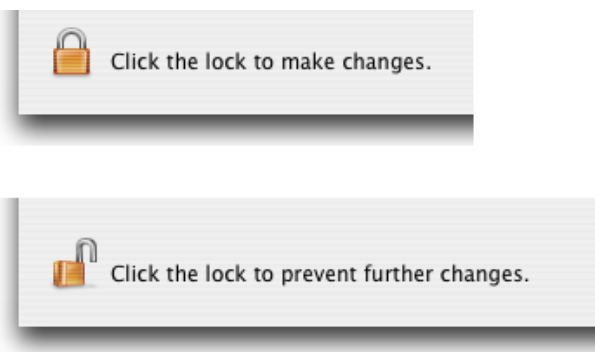 Click the lock to make changes.
Click the lock to prevent further changes.